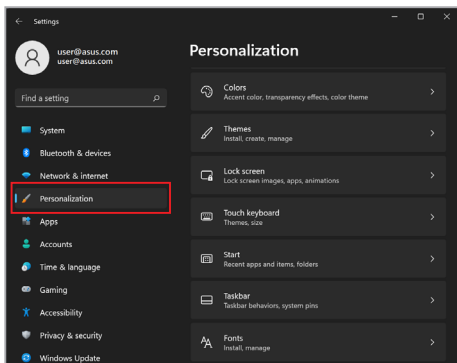 Settings
user@asus.com
user@asus.com
Find a setting
System
Bluetooth & devices
Network & internet
Personalization
Apps
Accounts
Time & language
Gaming
Accessibility
Privacy & security
Windows Update
Personalization
Colors
Accent color, transparency effects, color theme
Themes
Install, create, manage
Lock screen
Lock screen images, apps, animations
Touch keyboard
Themes, size
Start
Recent apps and items, folders
Taskbar
Taskbar behaviors, system pins
Fonts
Install, manage